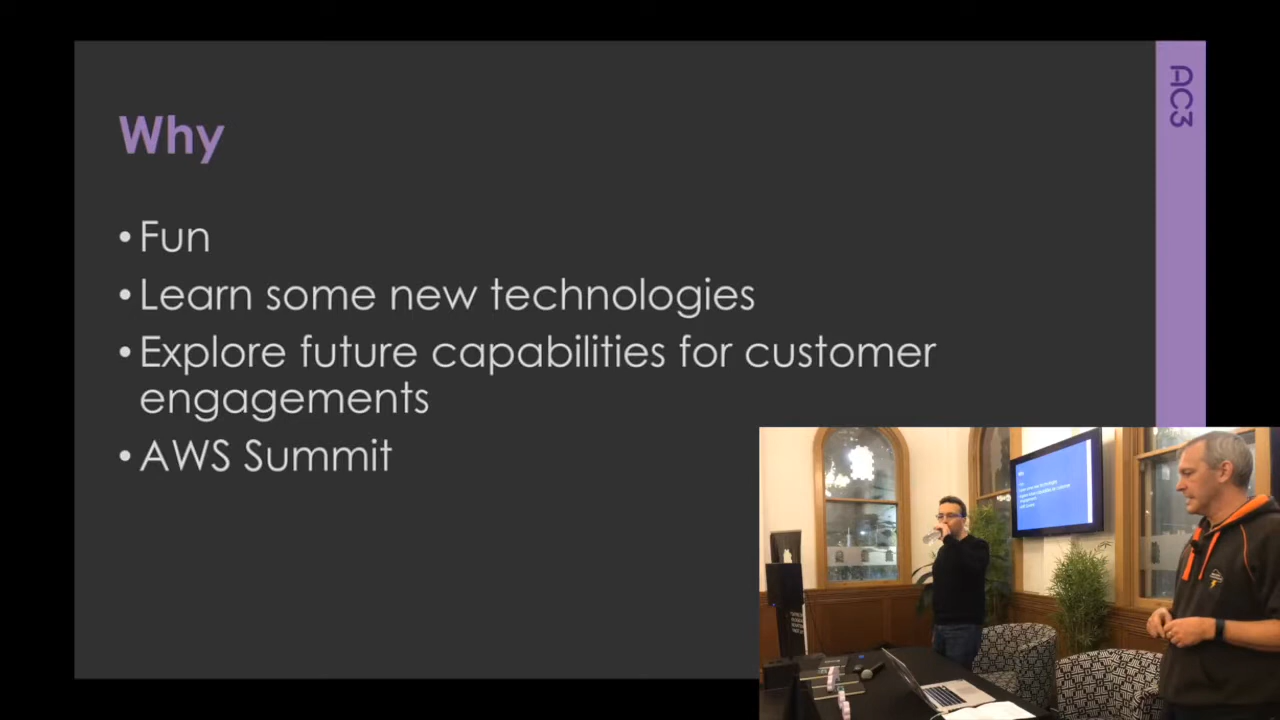 Why
• Fun
• Learn some new technologies
• Explore future capabilities for customer
engagements
• AWS Summit
AC3